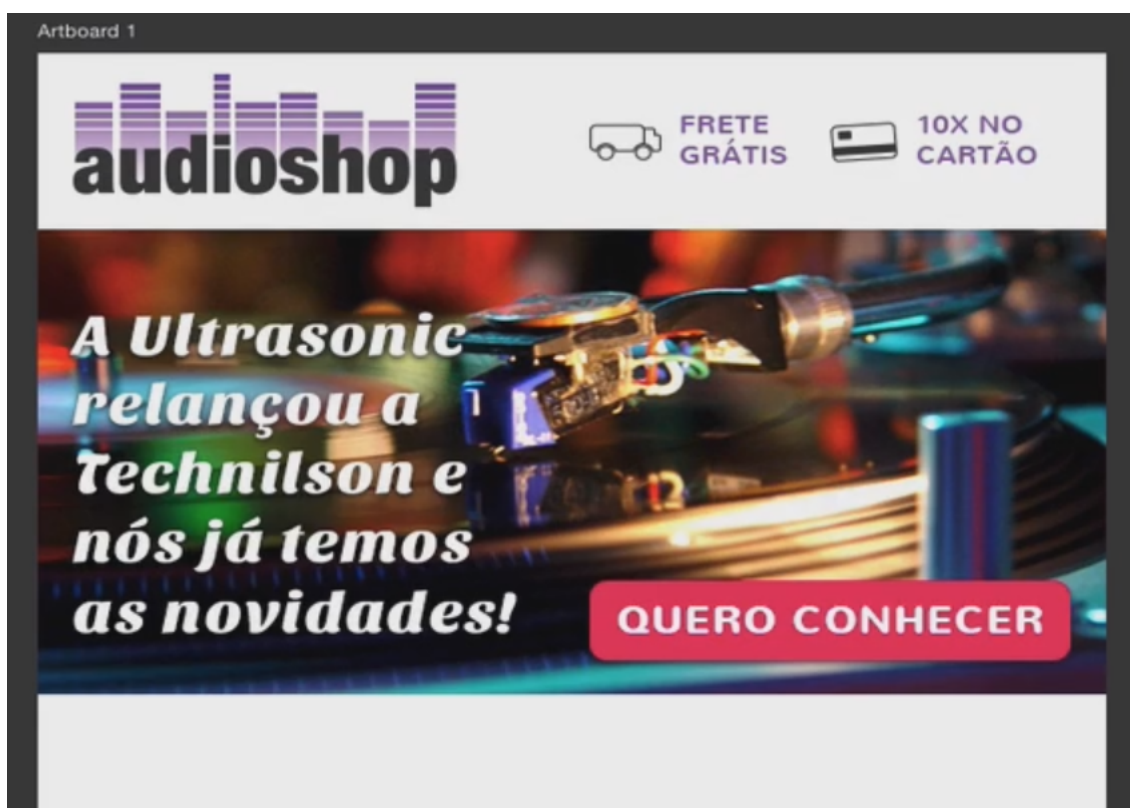 Artboard 1
audioshop
FRETE
GRÁTIS
10X NO
CARTÃO
A Ultrasonic
relançou a
Technilson e
nós já temos
as novidades!
QUERO CONHECER